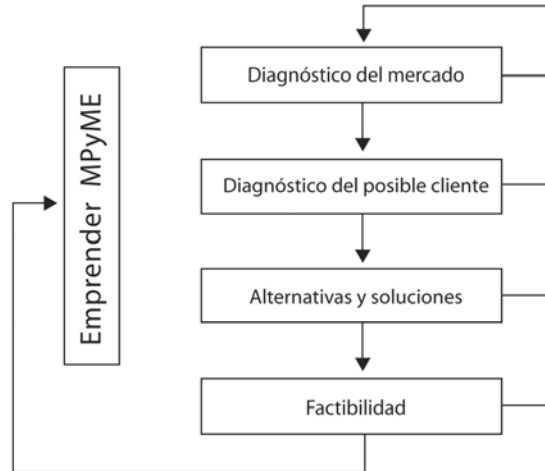 Emprender MPyME
Diagnóstico del mercado
Diagnóstico del posible cliente
Alternativas y soluciones
Factibilidad